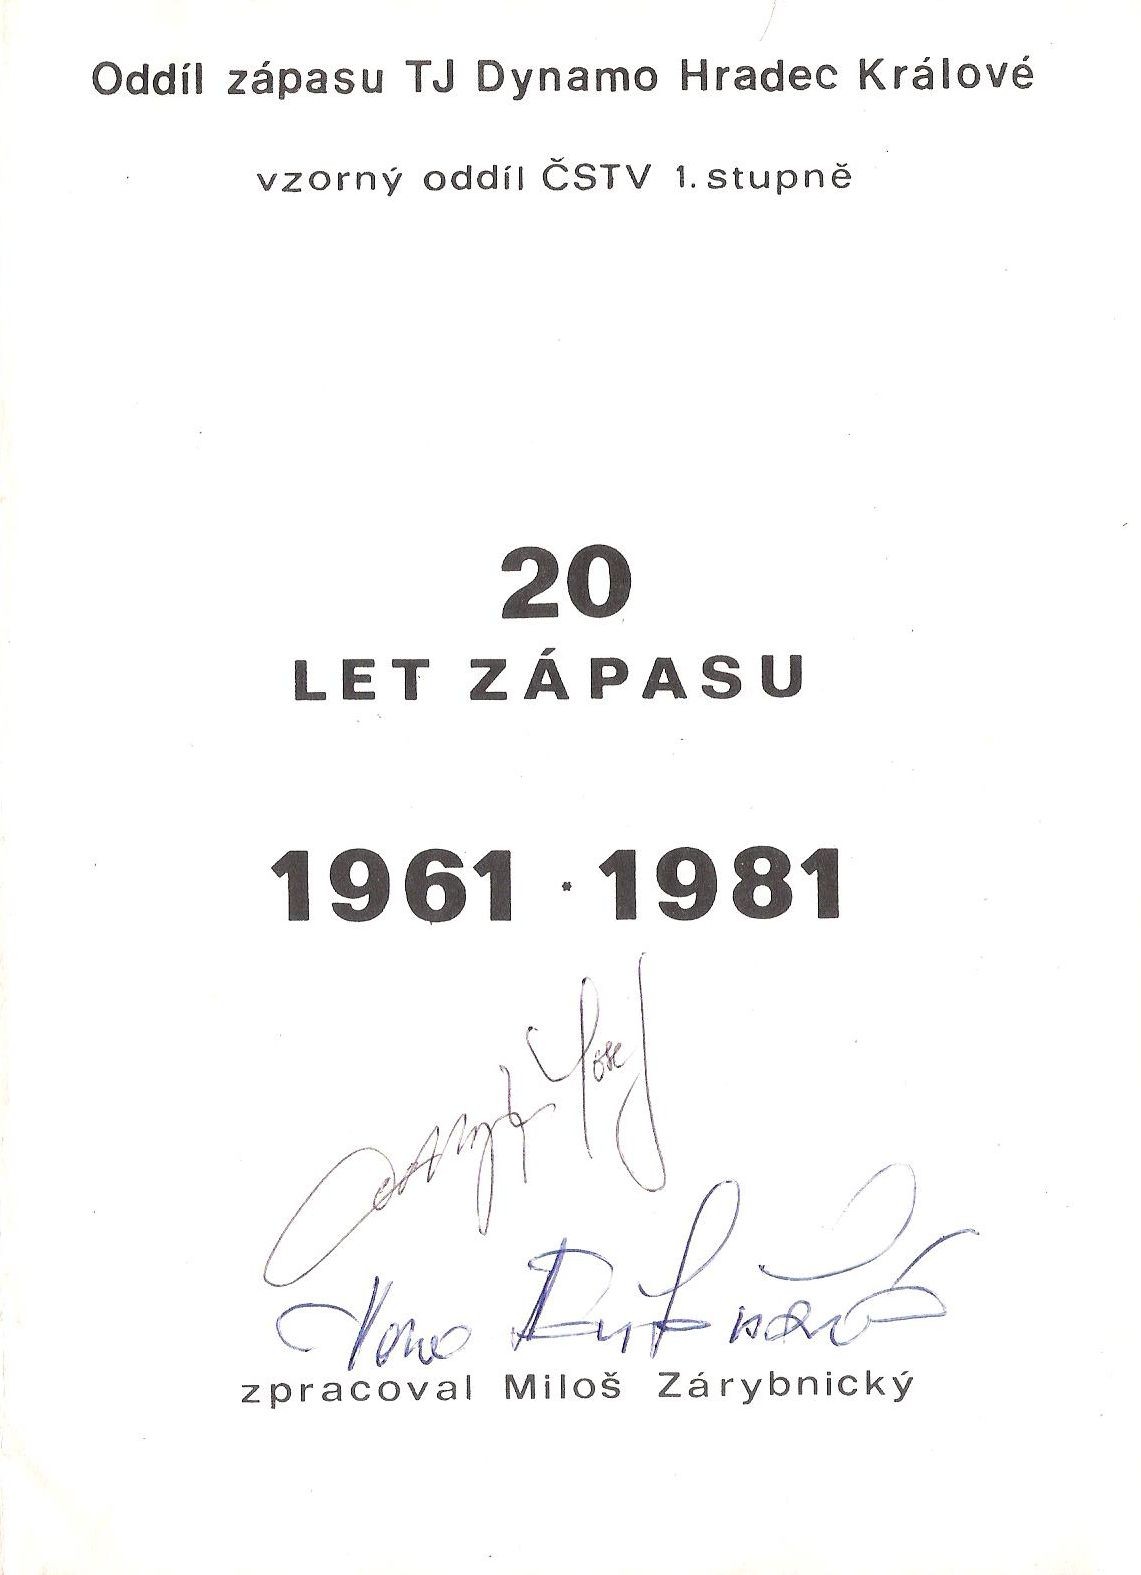 Oddíl zápasu TJ Dynamo Hradec Králové
vzorný oddíl ČSTV 1. stupně
20
LET ZÁPASU
1961 · 1981
Josef
zpracoval Miloš Zárybnický